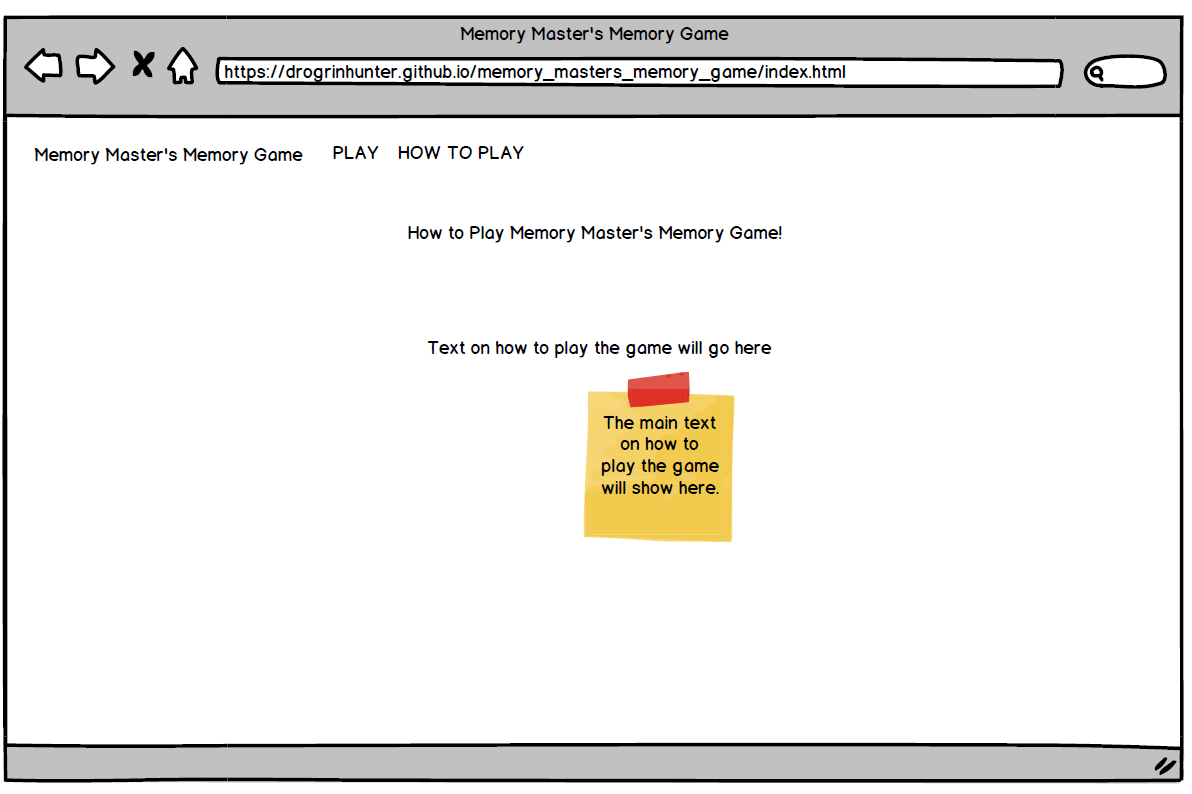 Memory Master's Memory Game
https://drogrinhunter.github.io/memory_masters_memory_game/index.html
Memory Master's Memory Game PLAY HOW TO PLAY
How to Play Memory Master's Memory Game!
Text on how to play the game will go here
The main text
on how to
play the game
will show here.